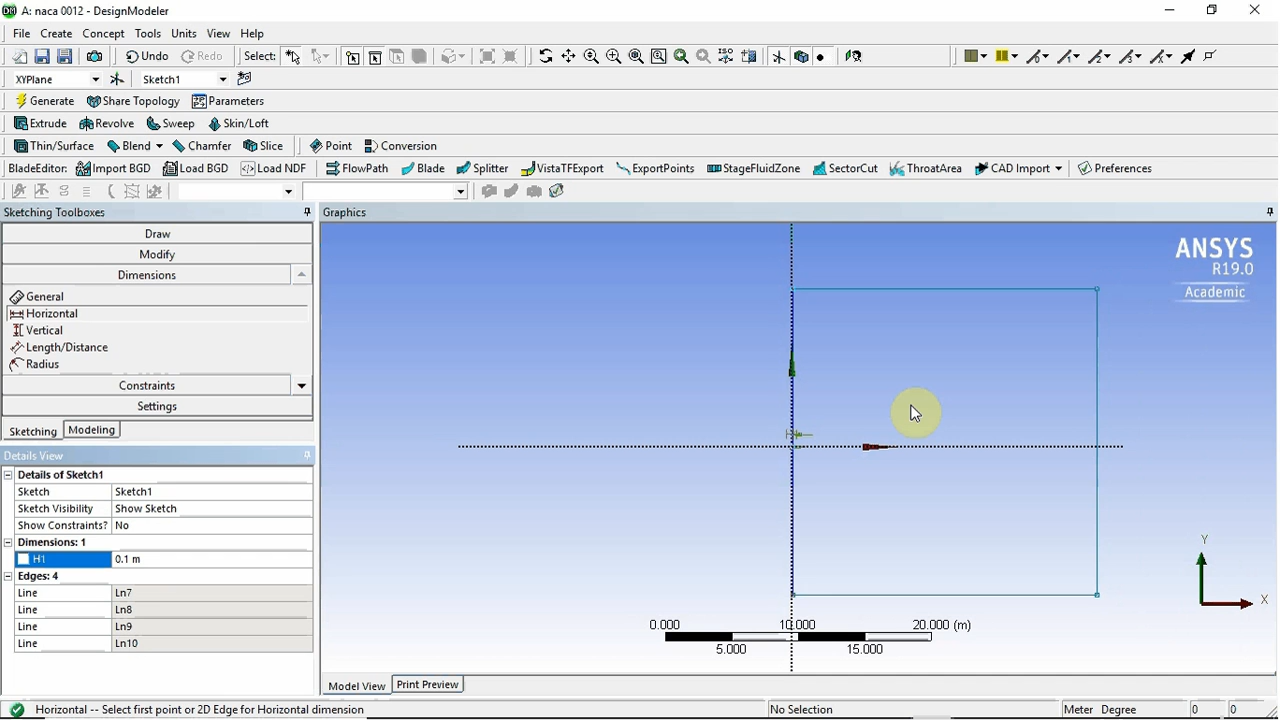 A: naca 0012 - DesignModeler
File Create Concept Tools Units View Help
Undo Redo Select:
XYPlane Sketch1
Generate Share Topology Parameters
Extrude Revolve Sweep Skin/Loft
Thin/Surface Blend Chamfer Slice Point Conversion
BladeEditor: Import BGD Load BGD Load NDF FlowPath Blade Splitter VistaTFExport ExportPoints StageFluidZone SectorCut ThroatArea CAD Import Preferences
Sketching Toolboxes
Draw
Modify
Dimensions
General
Horizontal
Vertical
Length/Distance
Radius
Constraints
Settings
Sketching Modeling
Details View
Details of Sketch1
Sketch Sketch1
Sketch Visibility Show Sketch
Show Constraints? No
Dimensions: 1
H1 0.1 m
Edges: 4
Line Ln7
Line Ln8
Line Ln9
Line Ln10
Graphics
ANSYS
R19.0
Academic
Y
X
0.000 10.000 20.000 (m)
5.000 15.000
Model View Print Preview
Horizontal -- Select first point or 2D Edge for Horizontal dimension No Selection Meter Degree 0 0